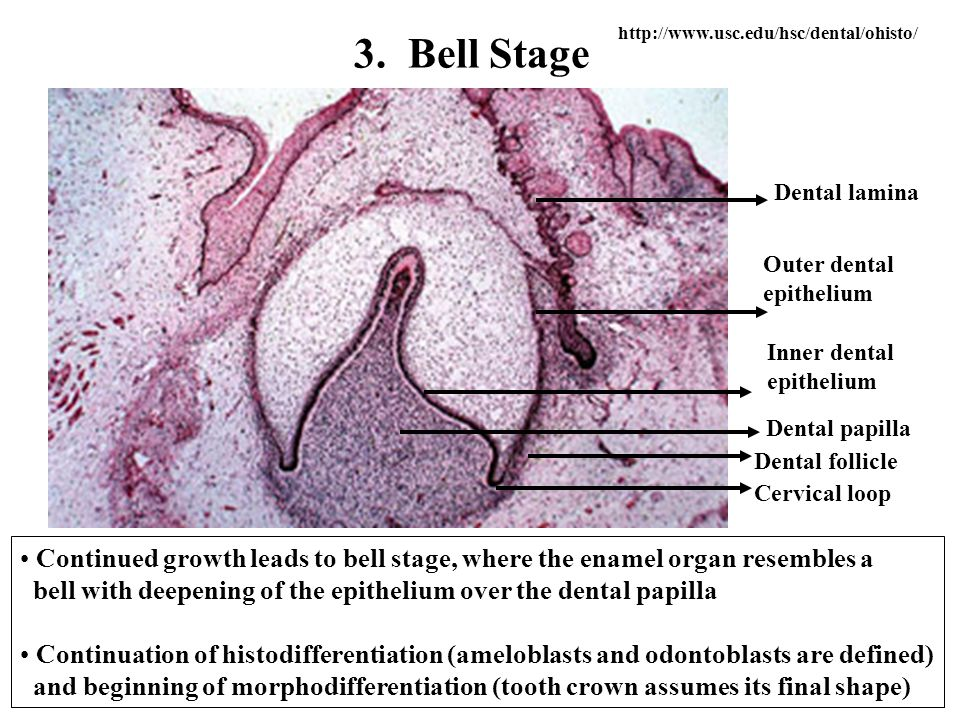 http://www.usc.edu/hsc/dental/ohisto/
3. Bell Stage
Dental lamina
Outer dental
epithelium
Inner dental
epithelium
Dental papilla
Dental follicle
Cervical loop
• Continued growth leads to bell stage, where the enamel organ resembles a
bell with deepening of the epithelium over the dental papilla
• Continuation of histodifferentiation (ameloblasts and odontoblasts are defined)
and beginning of morphodifferentiation (tooth crown assumes its final shape)